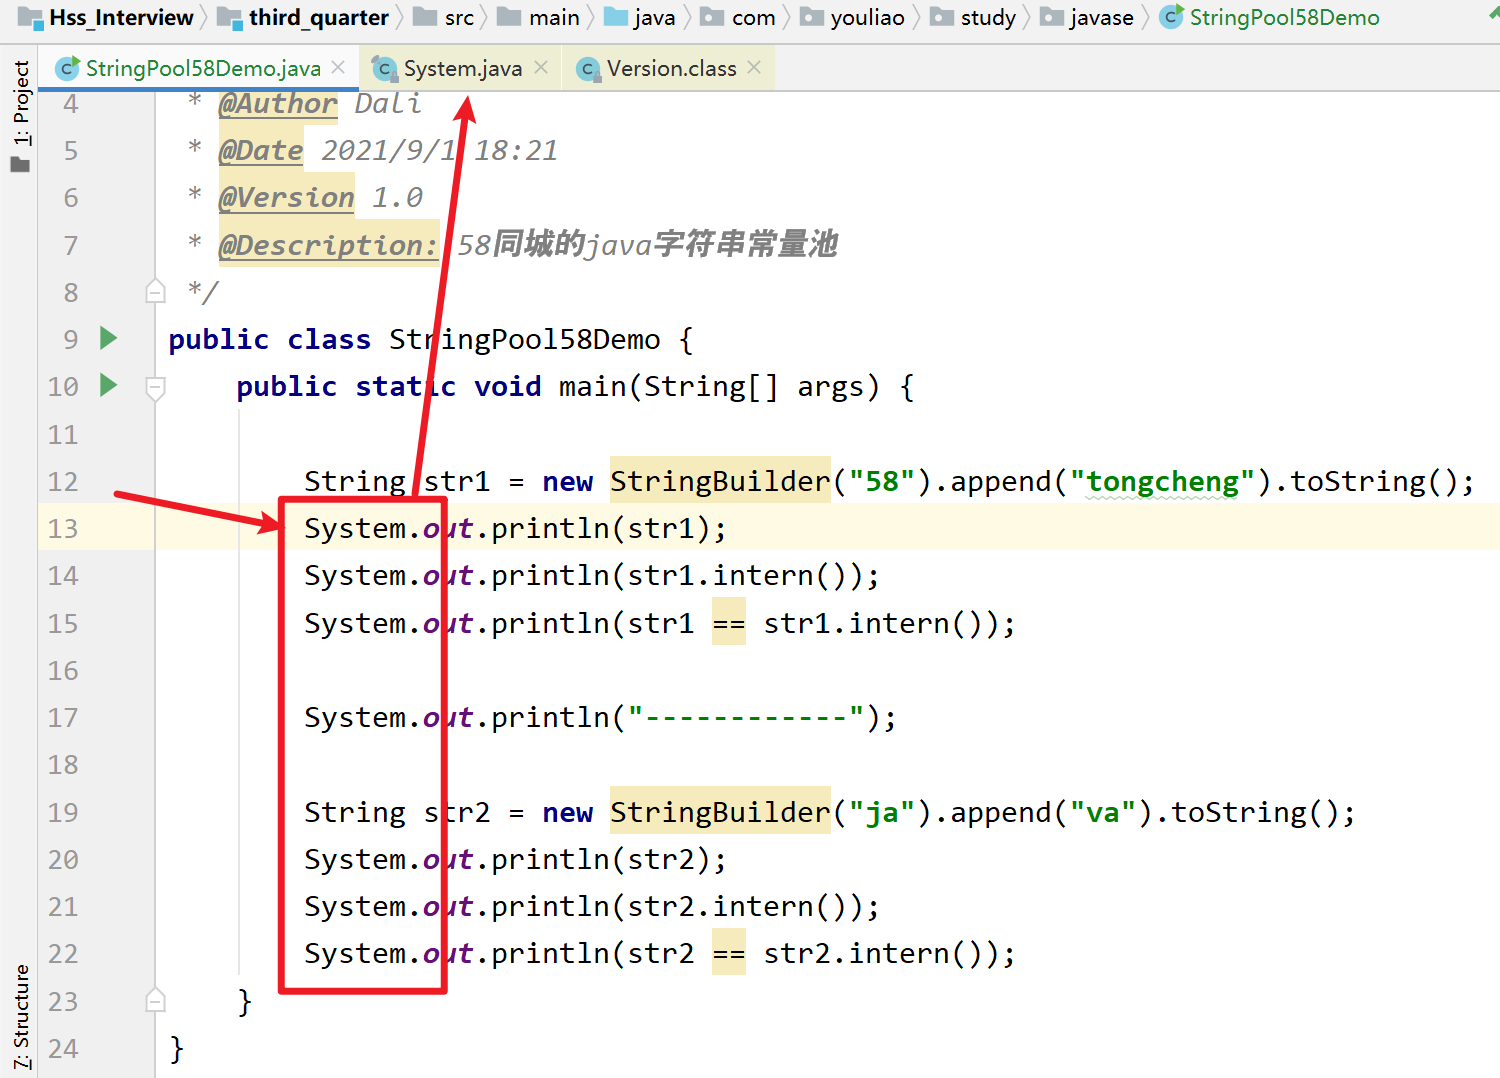 Hss_Interview third_quarter src main java com youliao study javase StringPool58Demo
StringPool58Demo.java System.java Version.class
1: Project
7: Structure
4 * @Author Dali
5 * @Date 2021/9/1 18:21
6 * @Version 1.0
7 * @Description: 58同城的java字符串常量池
8 */
9 public class StringPool58Demo {
10 public static void main(String[] args) {
11
12 String str1 = new StringBuilder("58").append("tongcheng").toString();
13 System.out.println(str1);
14 System.out.println(str1.intern());
15 System.out.println(str1 == str1.intern());
16
17 System.out.println("------------");
18
19 String str2 = new StringBuilder("ja").append("va").toString();
20 System.out.println(str2);
21 System.out.println(str2.intern());
22 System.out.println(str2 == str2.intern());
23 }
24 }